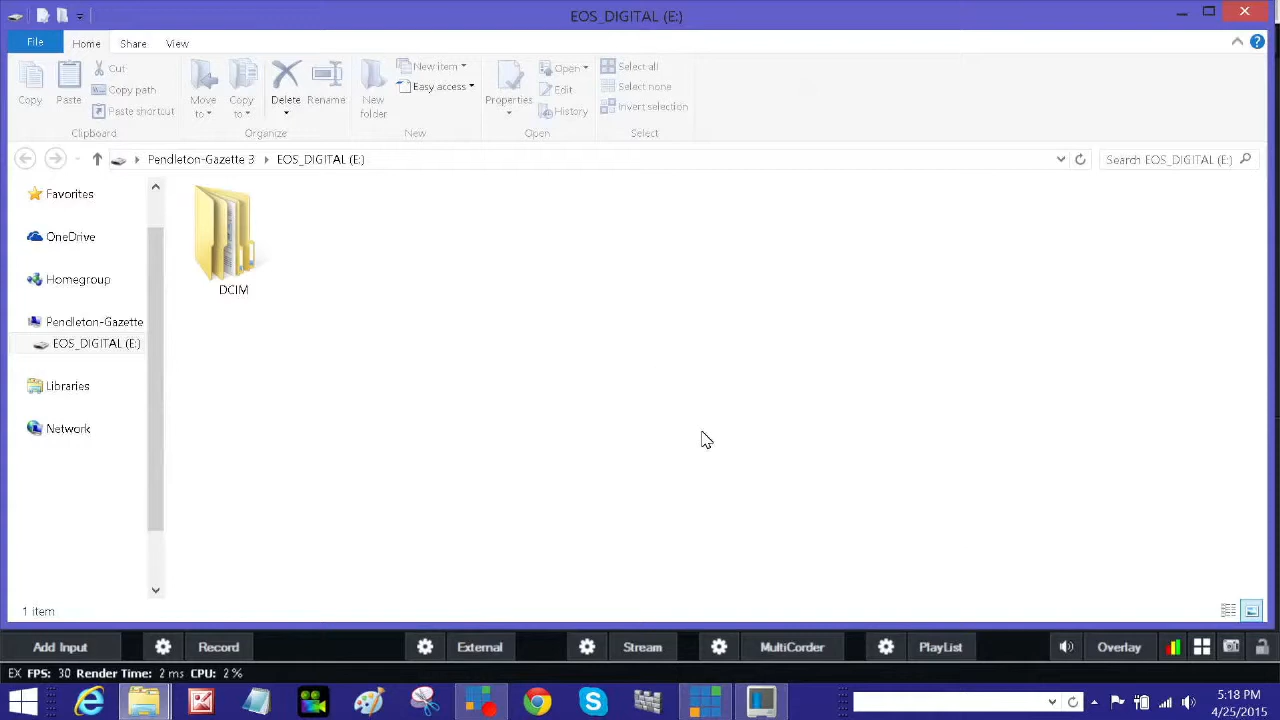 EOS_DIGITAL (E:)
File Home Share View
Copy Paste Cut Copy path Paste shortcut
Move to Copy to Delete Rename
New folder New item Easy access
Properties Open Edit History
Select all Select none Invert selection
Clipboard Organize New Open Select
Pendleton-Gazette 3 EOS_DIGITAL (E:) Search EOS_DIGITAL (E:)
Favorites
OneDrive
Homegroup
Pendleton-Gazette
EOS_DIGITAL (E:)
Libraries
Network
DCIM
1 item
Add Input Record External Stream MultiCorder PlayList Overlay
EX FPS: 30 Render Time: 2 ms CPU: 2 %
5:18 PM
4/25/2015